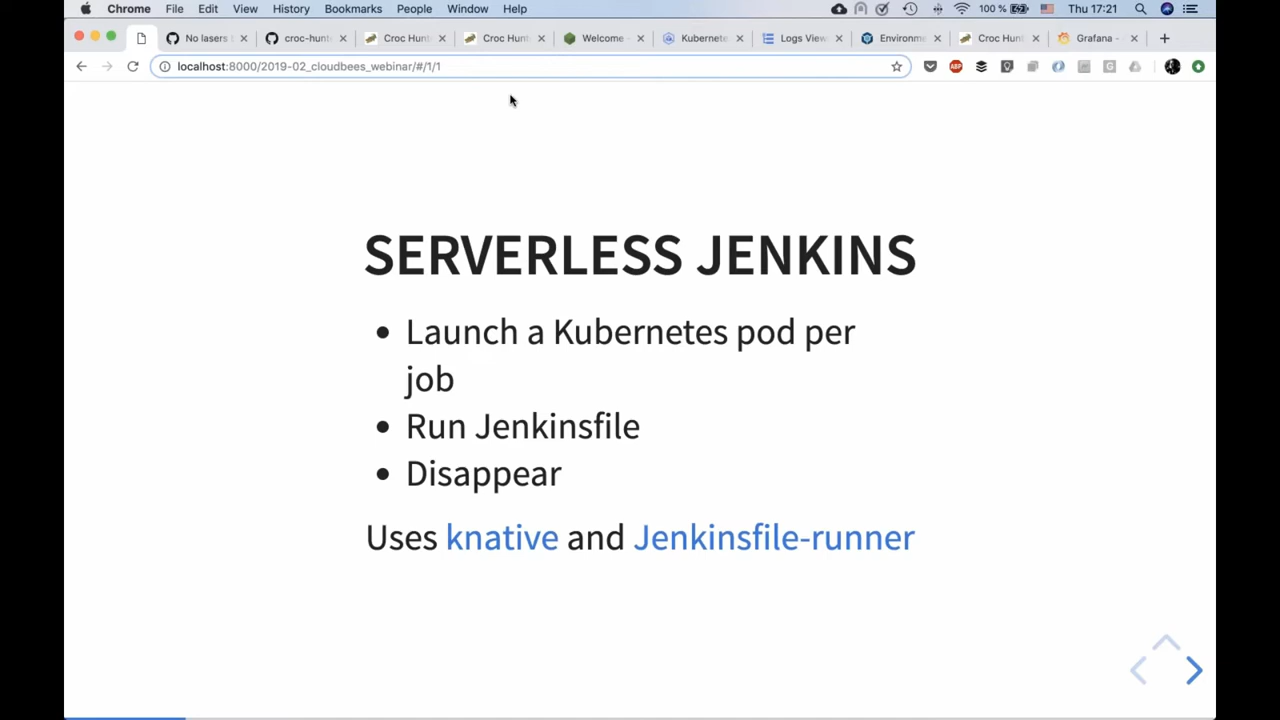 Chrome File Edit View History Bookmarks People Window Help 100 % Thu 17:21
No lasers croc-hunt Croc Hunt Croc Hunt Welcome - Kubernete Logs View Environme Croc Hunt Grafana -
localhost:8000/2019-02_cloudbees_webinar/#/1/1
SERVERLESS JENKINS
• Launch a Kubernetes pod per
job
• Run Jenkinsfile
• Disappear
Uses knative and Jenkinsfile-runner